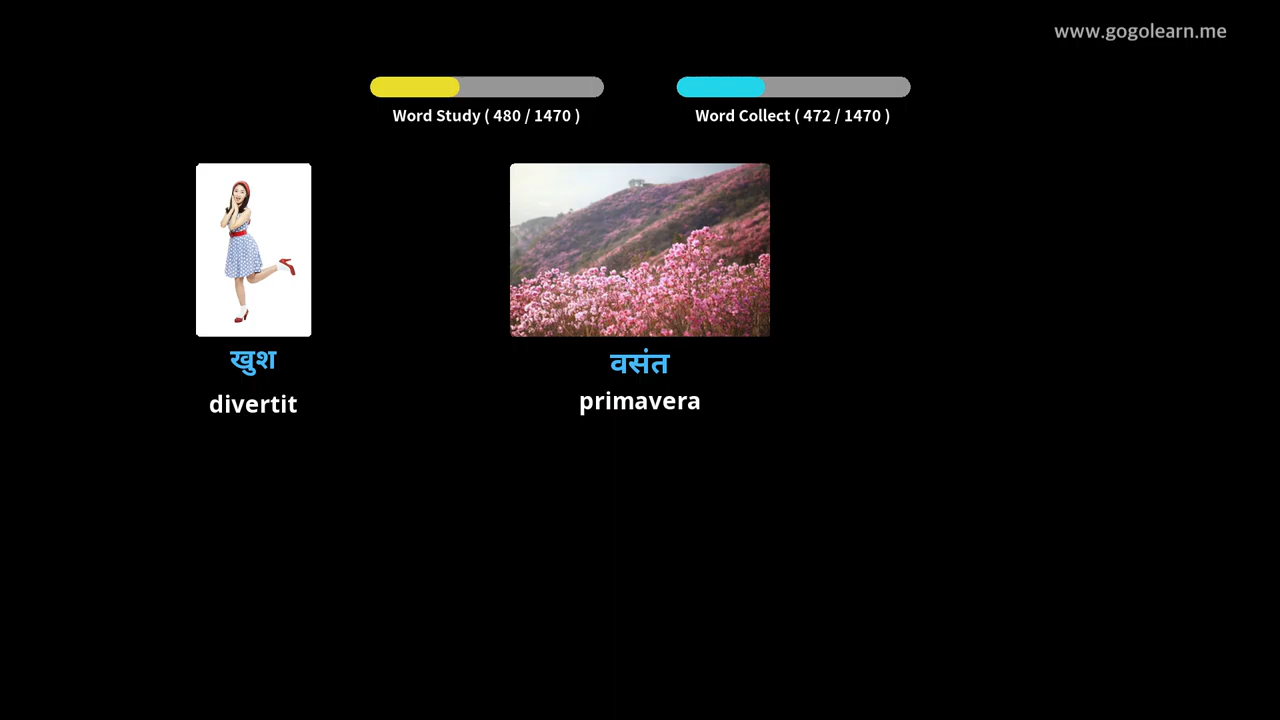 www.gogolearn.me
Word Study ( 480 / 1470 )
Word Collect ( 472 / 1470 )
खुश
divertit
वसंत
primavera